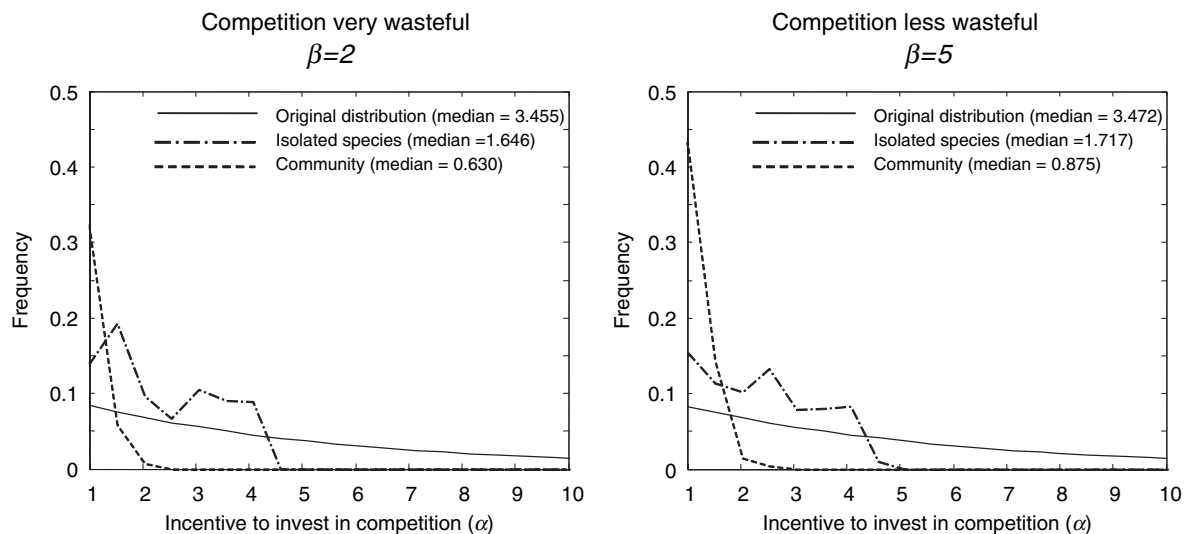 Competition very wasteful
β=2
0.5
0.4
0.3
0.2
0.1
0
Frequency
Original distribution (median = 3.455)
Isolated species (median =1.646)
Community (median = 0.630)
1 2 3 4 5 6 7 8 9 10
Incentive to invest in competition (α)
Competition less wasteful
β=5
0.5
0.4
0.3
0.2
0.1
0
Frequency
Original distribution (median = 3.472)
Isolated species (median =1.717)
Community (median = 0.875)
1 2 3 4 5 6 7 8 9 10
Incentive to invest in competition (α)